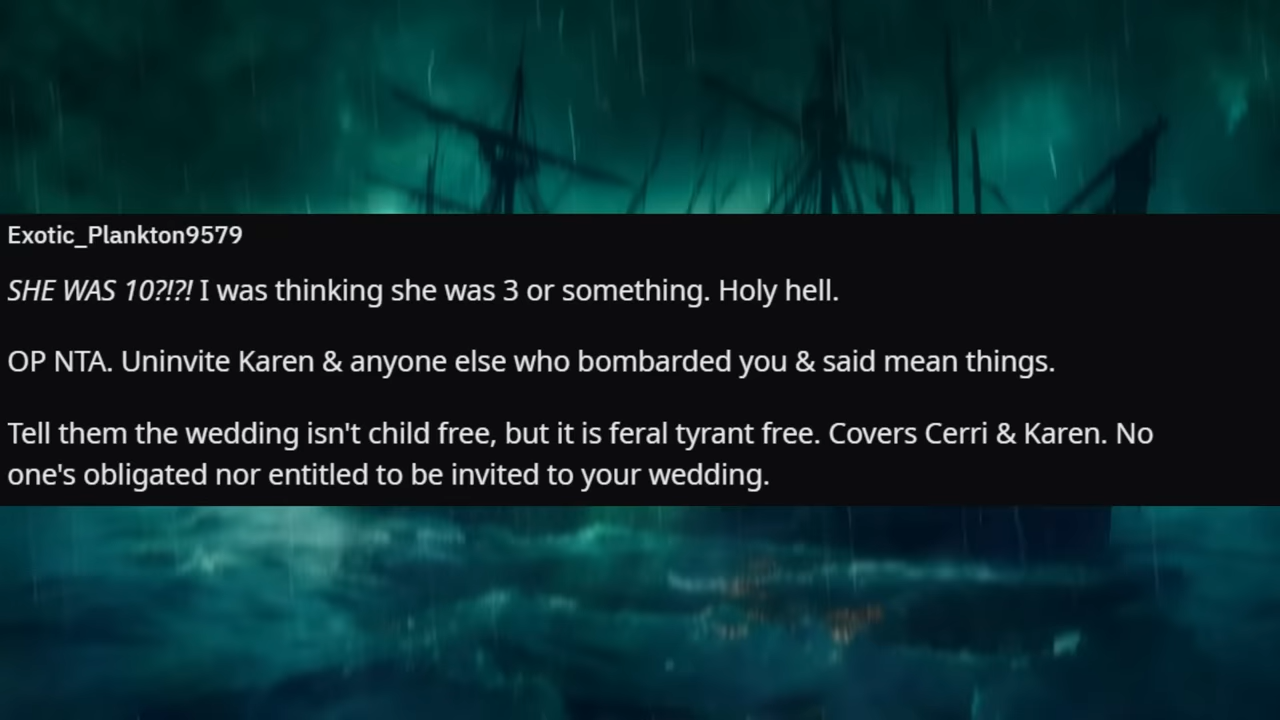 Exotic_Plankton9579
SHE WAS 10?!?! I was thinking she was 3 or something. Holy hell.
OP NTA. Uninvite Karen & anyone else who bombarded you & said mean things.
Tell them the wedding isn't child free, but it is feral tyrant free. Covers Cerri & Karen. No
one's obligated nor entitled to be invited to your wedding.